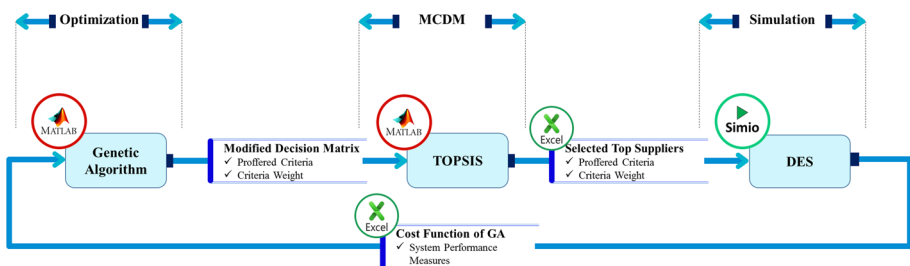 Optimization
MCDM
Simulation
MATLAB
MATLAB
Excel
Simio
Genetic
Algorithm
Modified Decision Matrix
✓ Proffered Criteria
✓ Criteria Weight
TOPSIS
Selected Top Suppliers
✓ Proffered Criteria
✓ Criteria Weight
DES
Excel
Cost Function of GA
✓ System Performance
Measures